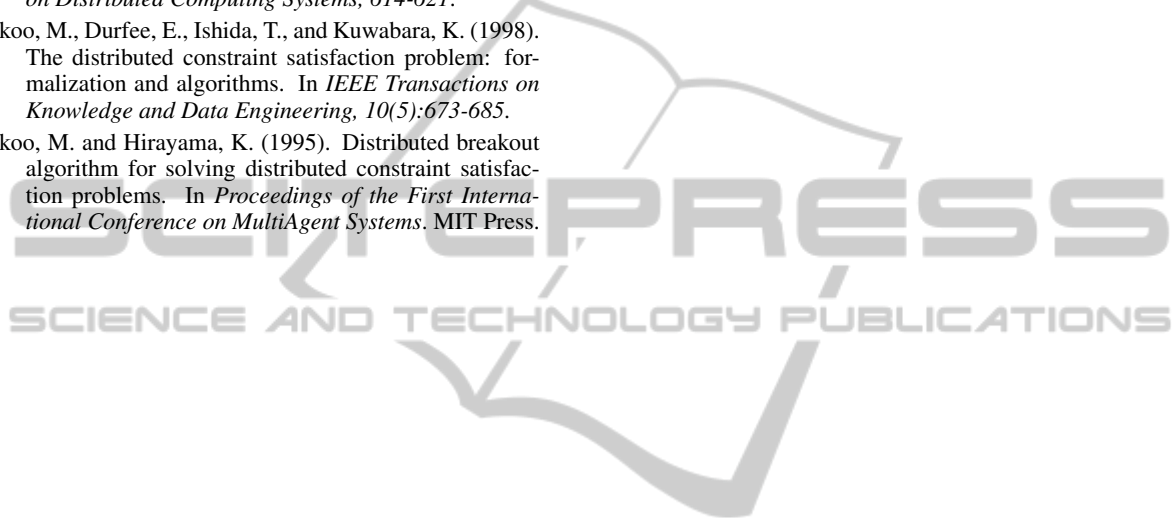 on Distributed Computing Systems, 614-621.
koo, M., Durfee, E., Ishida, T., and Kuwabara, K. (1998).
The distributed constraint satisfaction problem: for-
malization and algorithms. In IEEE Transactions on
Knowledge and Data Engineering, 10(5):673-685.
koo, M. and Hirayama, K. (1995). Distributed breakout
algorithm for solving distributed constraint satisfac-
tion problems. In Proceedings of the First Interna-
tional Conference on MultiAgent Systems. MIT Press.
SCITEPRESS
SCIENCE AND TECHNOLOGY PUBLICATIONS